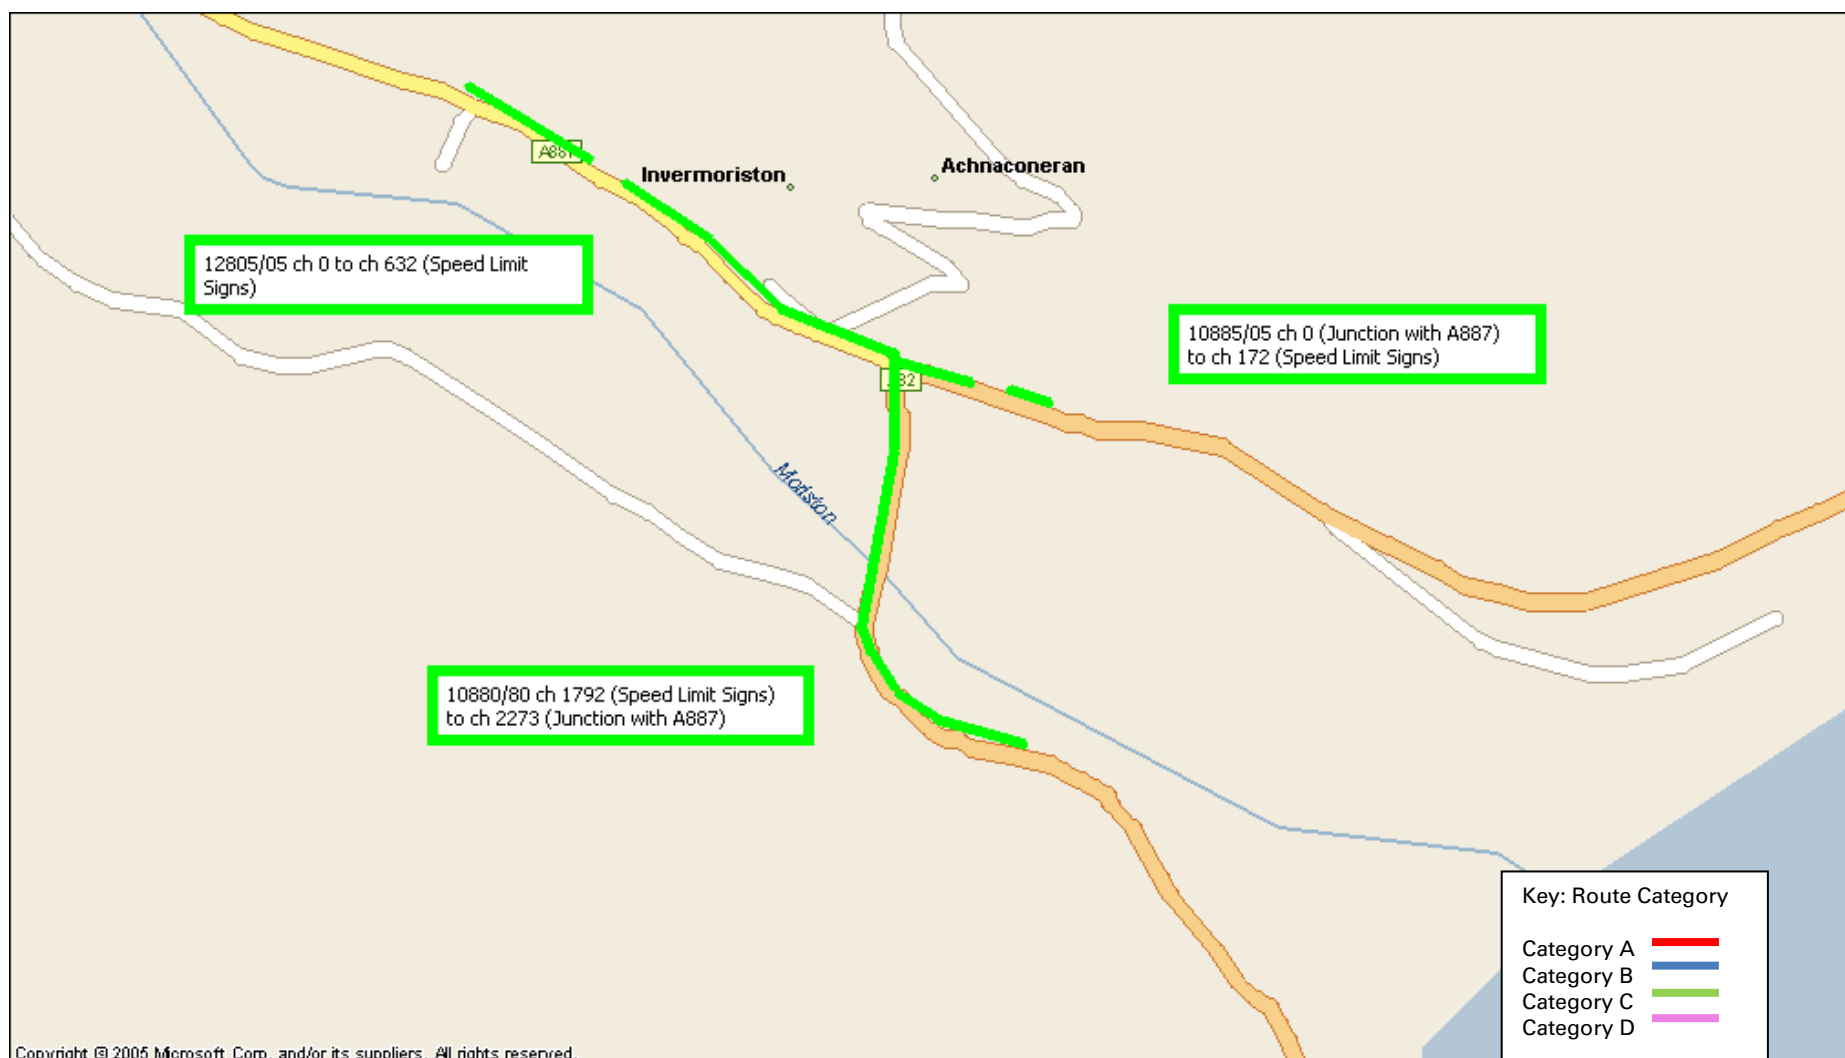 A887
Invermoriston
Achnaconeran
12805/05 ch 0 to ch 632 (Speed Limit
Signs)
10885/05 ch 0 (Junction with A887)
to ch 172 (Speed Limit Signs)
Moriston
10880/80 ch 1792 (Speed Limit Signs)
to ch 2273 (Junction with A887)
Key: Route Category
Category A
Category B
Category C
Category D
Copyright © 2005 Microsoft Corp. and/or its suppliers. All rights reserved.